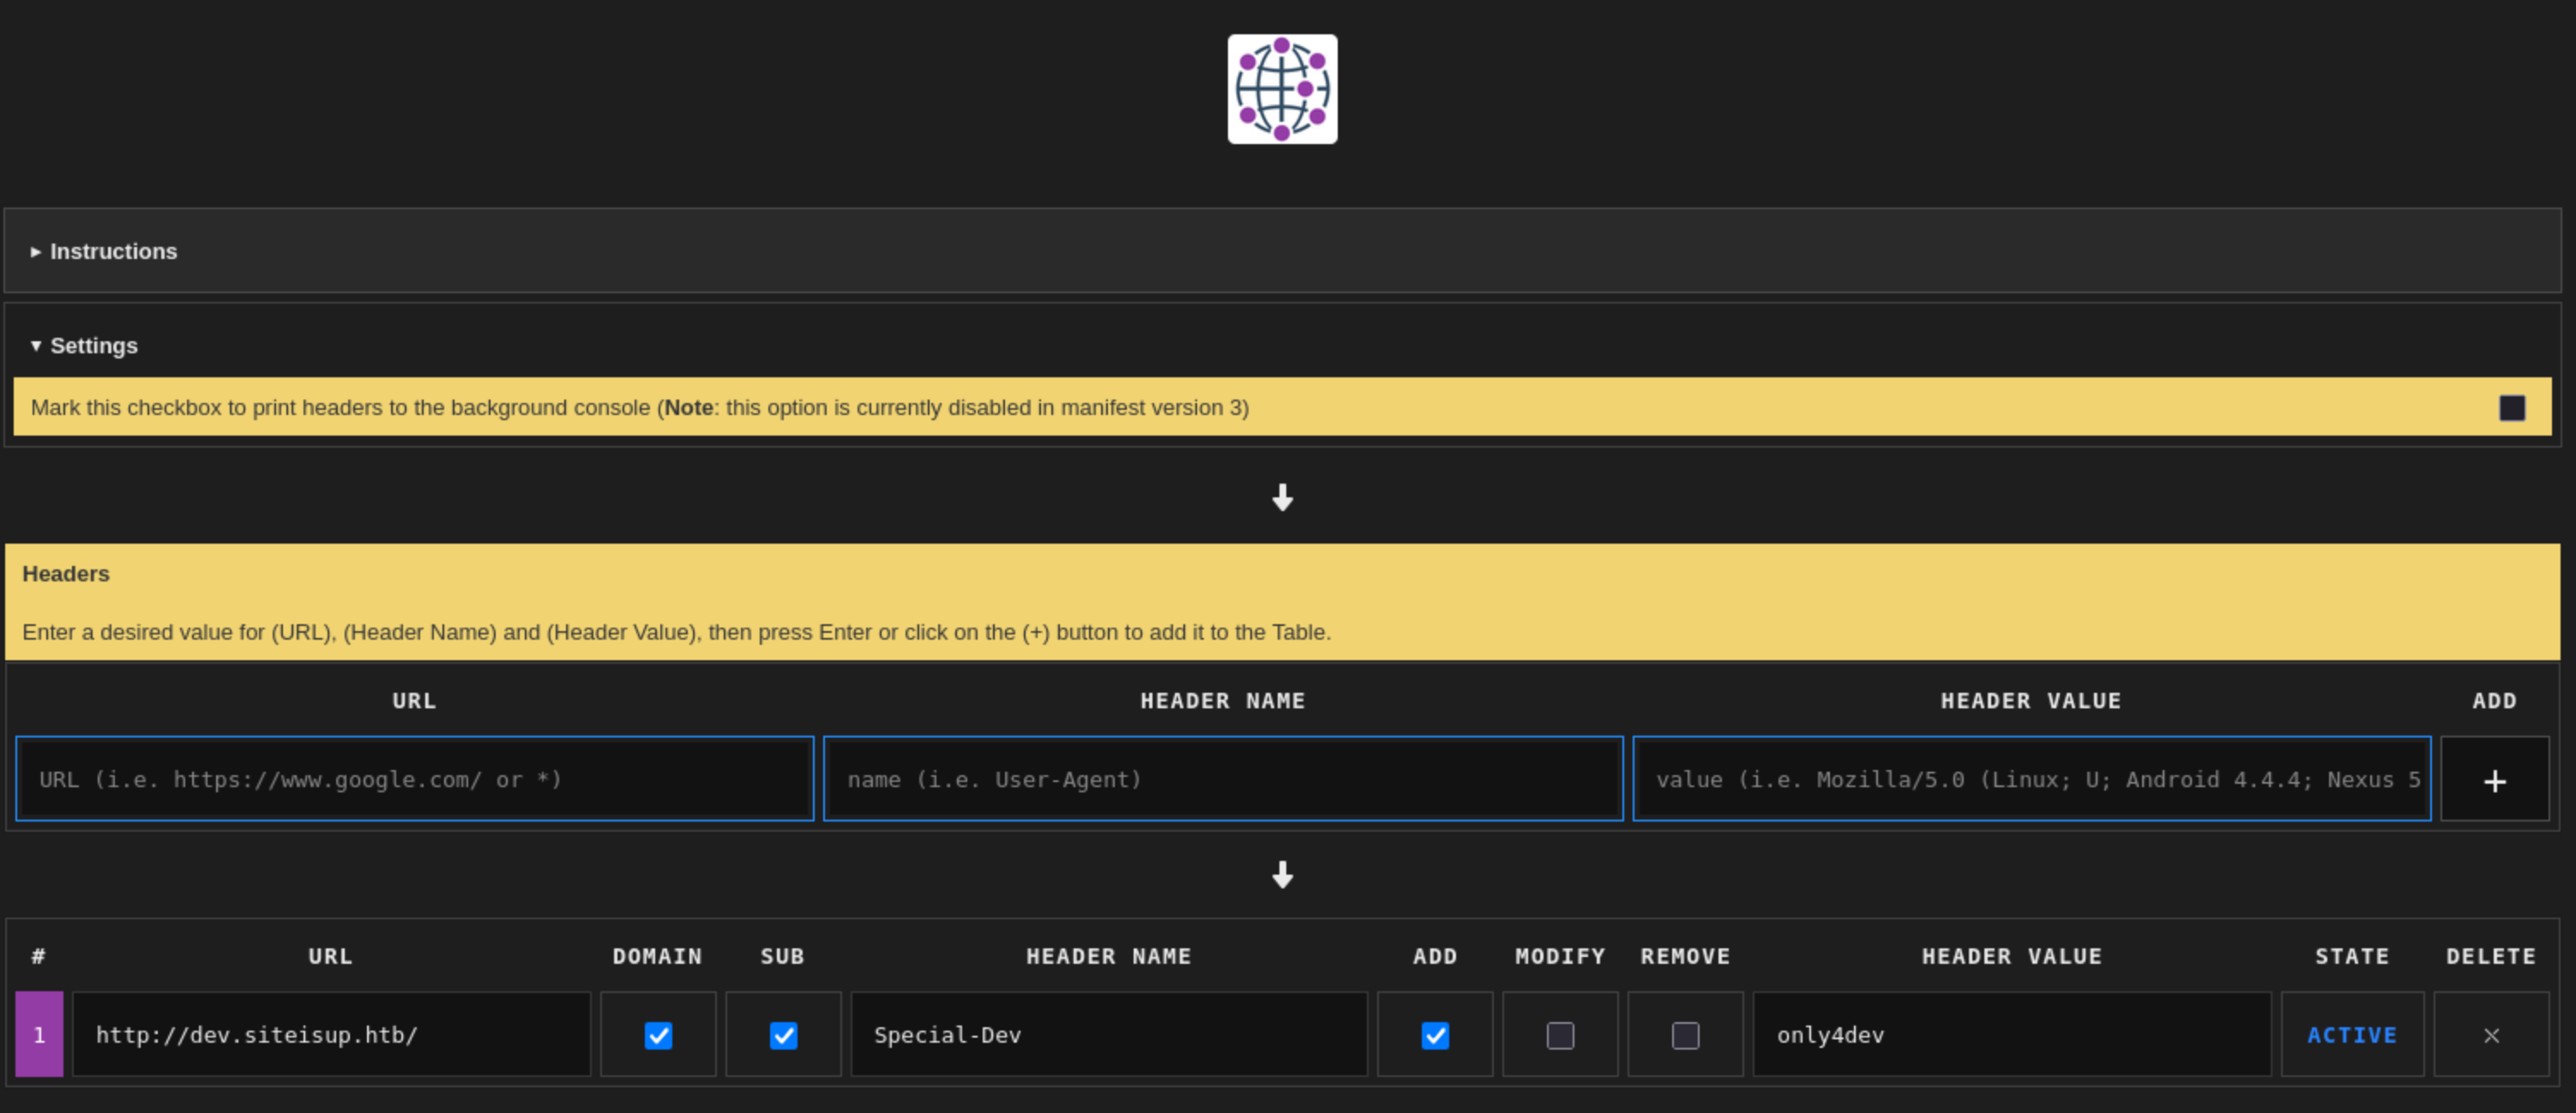 ▸ Instructions
▾ Settings
Mark this checkbox to print headers to the background console (Note: this option is currently disabled in manifest version 3)
Headers
Enter a desired value for (URL), (Header Name) and (Header Value), then press Enter or click on the (+) button to add it to the Table.
URL HEADER NAME HEADER VALUE ADD
URL (i.e. https://www.google.com/ or *) name (i.e. User-Agent) value (i.e. Mozilla/5.0 (Linux; U; Android 4.4.4; Nexus 5 +
# URL DOMAIN SUB HEADER NAME ADD MODIFY REMOVE HEADER VALUE STATE DELETE
1 http://dev.siteisup.htb/ Special-Dev only4dev ACTIVE ×